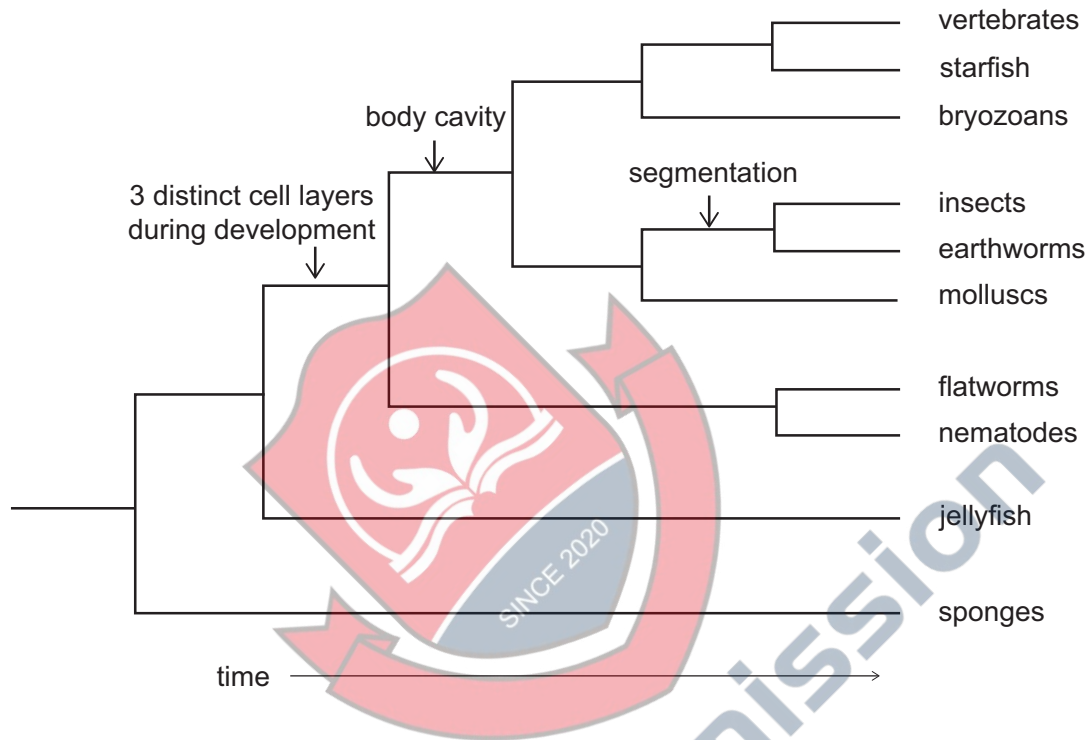 vertebrates
starfish
body cavity
bryozoans
segmentation
3 distinct cell layers
during development
insects
earthworms
molluscs
flatworms
nematodes
jellyfish
SINCE 2020
sponges
time